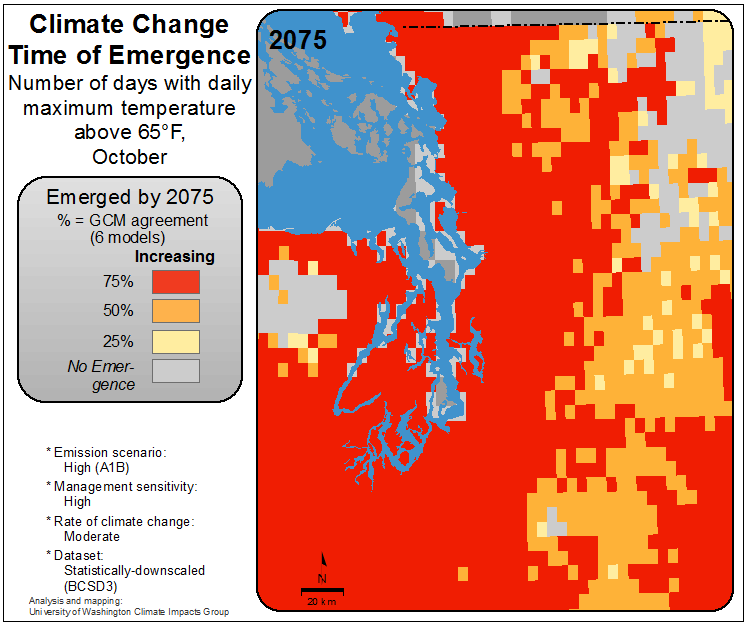 Climate Change
Time of Emergence
Number of days with daily
maximum temperature
above 65°F,
October
Emerged by 2075
% = GCM agreement
(6 models)
Increasing
75%
50%
25%
No Emer-
gence
* Emission scenario:
High (A1B)
* Management sensitivity:
High
* Rate of climate change:
Moderate
* Dataset:
Statistically-downscaled
(BCSD3)
Analysis and mapping:
University of Washington Climate Impacts Group
2075
N
20 km